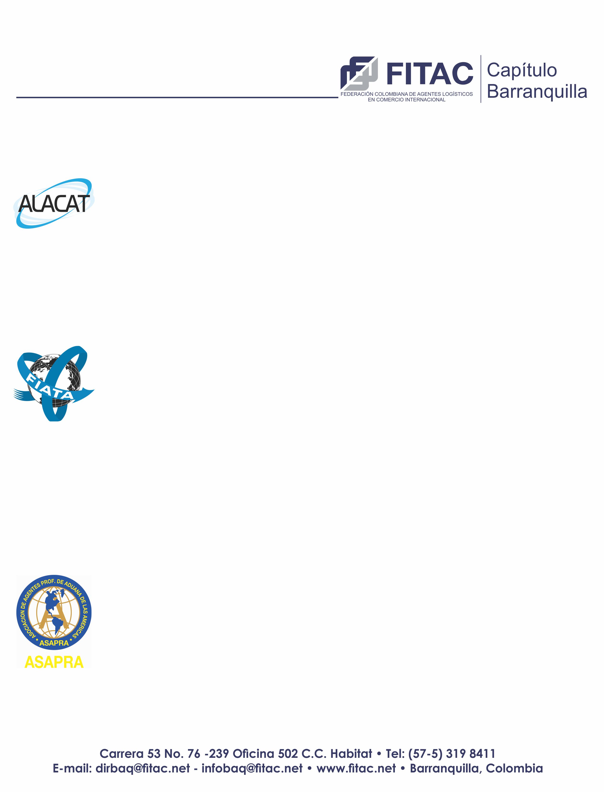 FITAC
FEDERACIÓN COLOMBIANA DE AGENTES LOGÍSTICOS
EN COMERCIO INTERNACIONAL
Capítulo
Barranquilla
ALACAT
FIATA
ASOCIACIÓN DE AGENTES PROF. DE ADUANA DE LAS AMERICAS
ASAPRA
ASAPRA
Carrera 53 No. 76 -239 Oficina 502 C.C. Habitat • Tel: (57-5) 319 8411
E-mail: dirbaq@fitac.net - infobaq@fitac.net • www.fitac.net • Barranquilla, Colombia